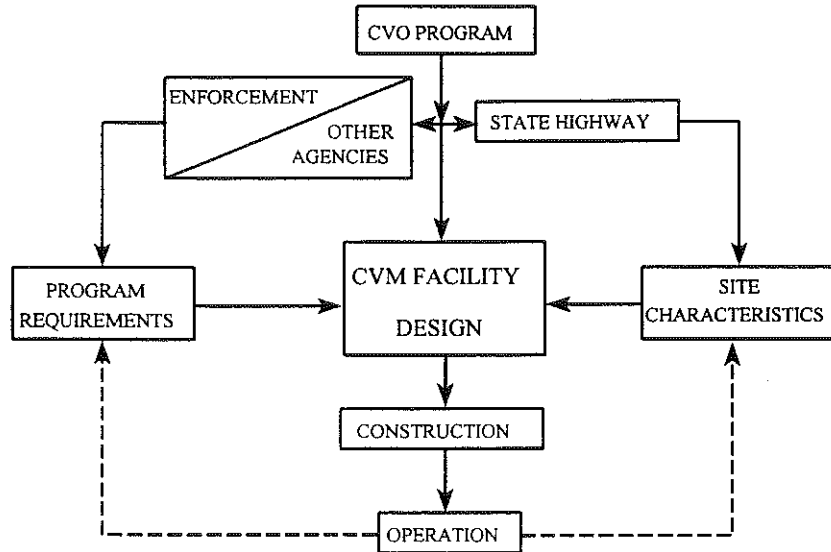 CVO PROGRAM
ENFORCEMENT
OTHER
AGENCIES
STATE HIGHWAY
CVM FACILITY
DESIGN
PROGRAM
REQUIREMENTS
SITE
CHARACTERISTICS
CONSTRUCTION
OPERATION